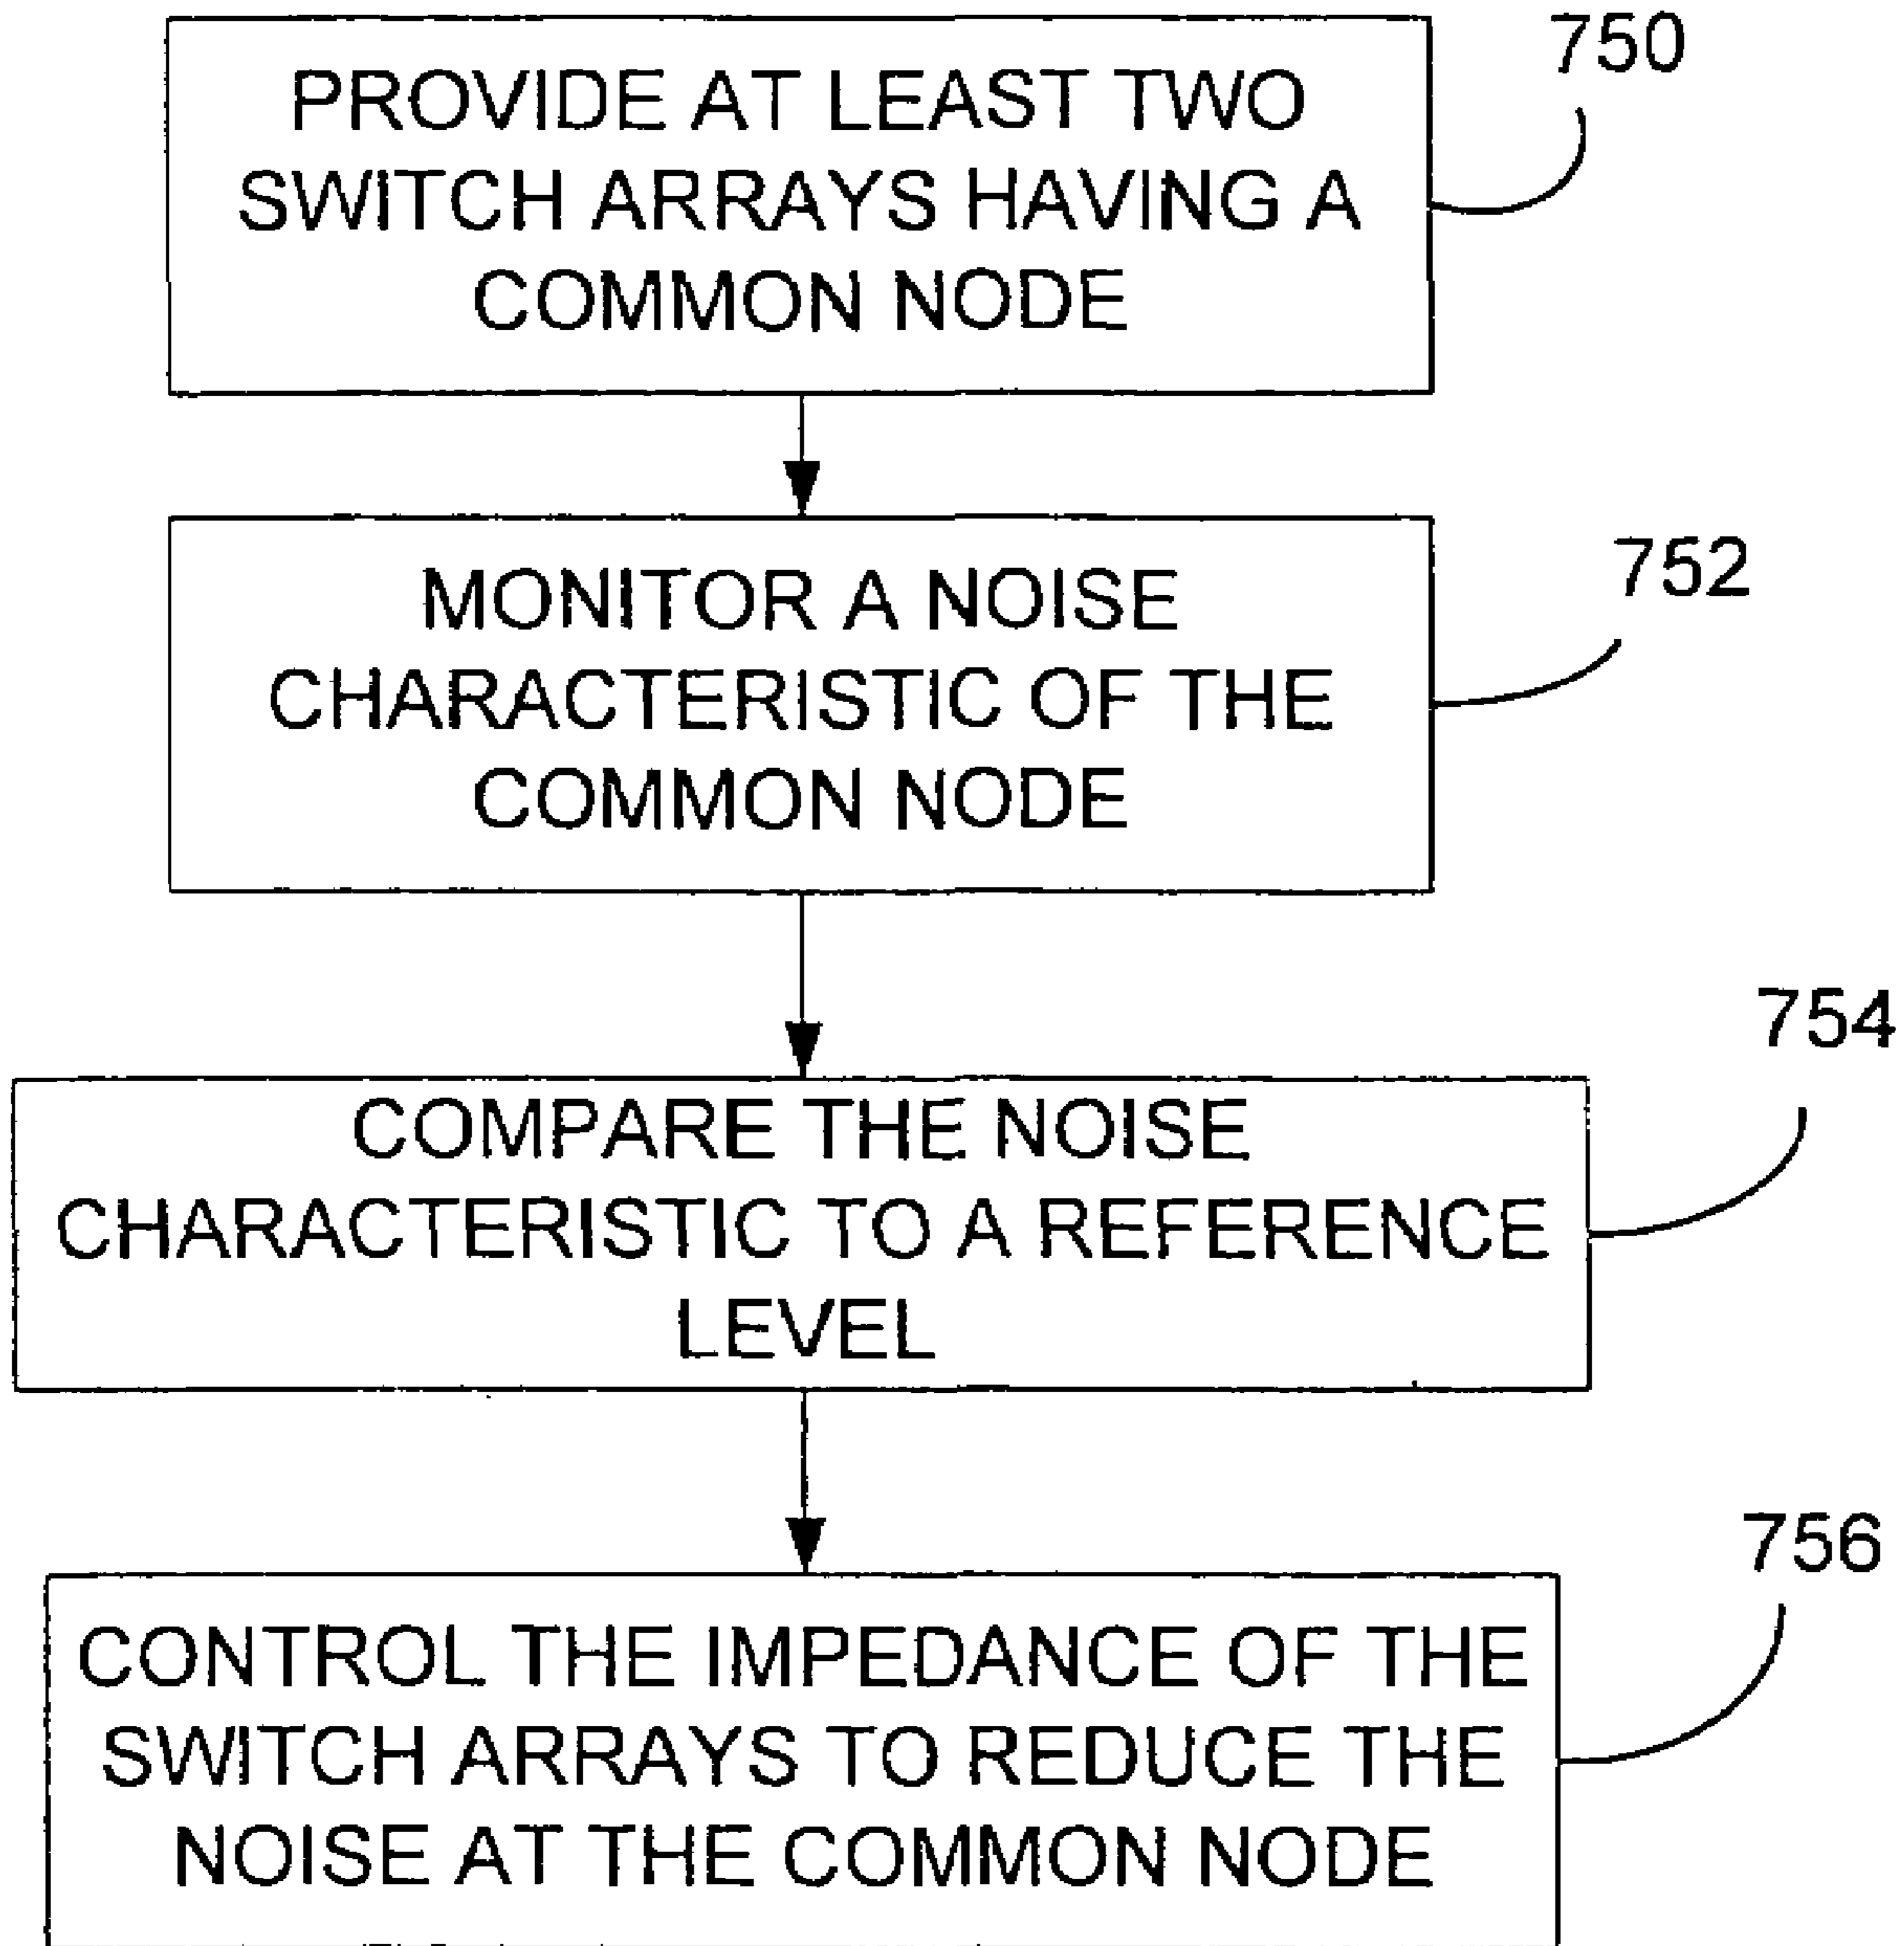 750
PROVIDE AT LEAST TWO
SWITCH ARRAYS HAVING A
COMMON NODE
752
MONITOR A NOISE
CHARACTERISTIC OF THE
COMMON NODE
754
COMPARE THE NOISE
CHARACTERISTIC TO A REFERENCE
LEVEL
756
CONTROL THE IMPEDANCE OF THE
SWITCH ARRAYS TO REDUCE THE
NOISE AT THE COMMON NODE